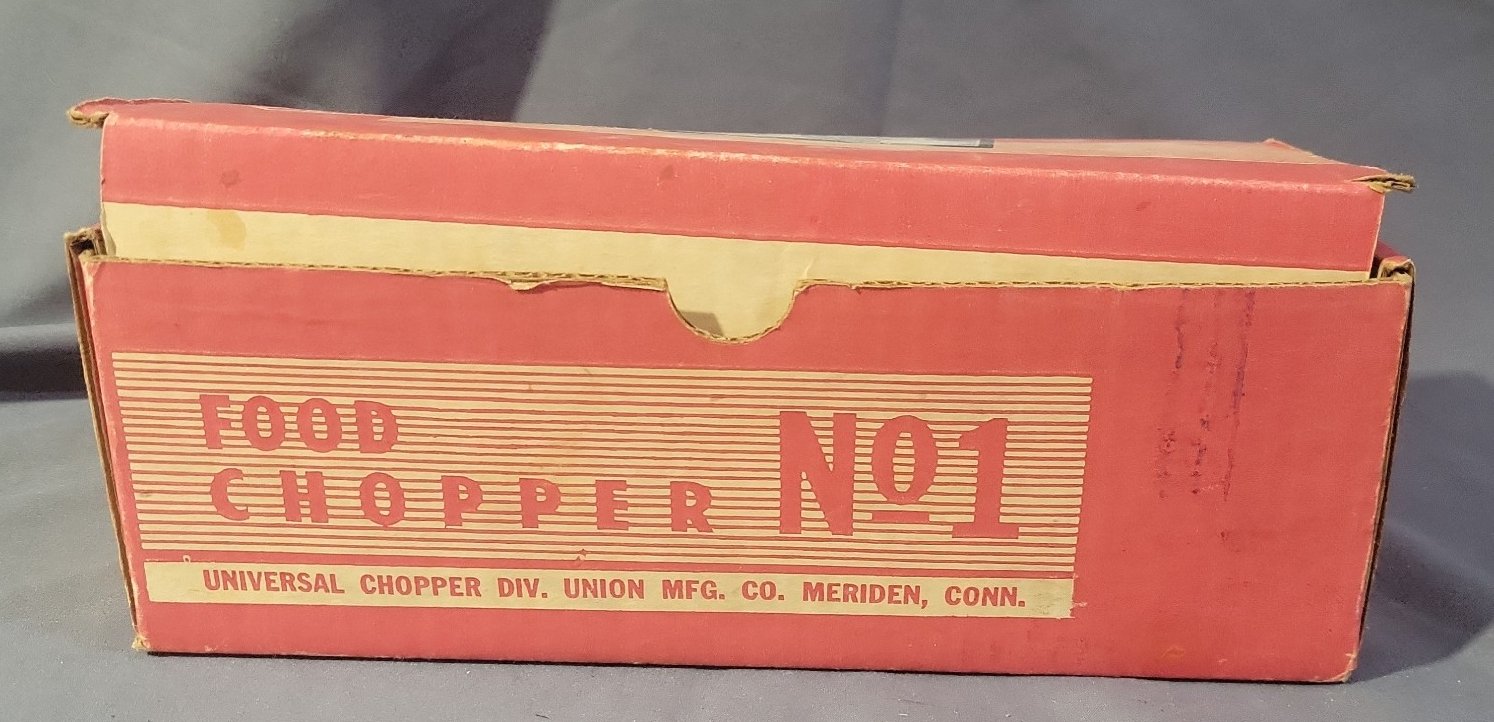 FOOD
CHOPPER No1
UNIVERSAL CHOPPER DIV. UNION MFG. CO. MERIDEN, CONN.